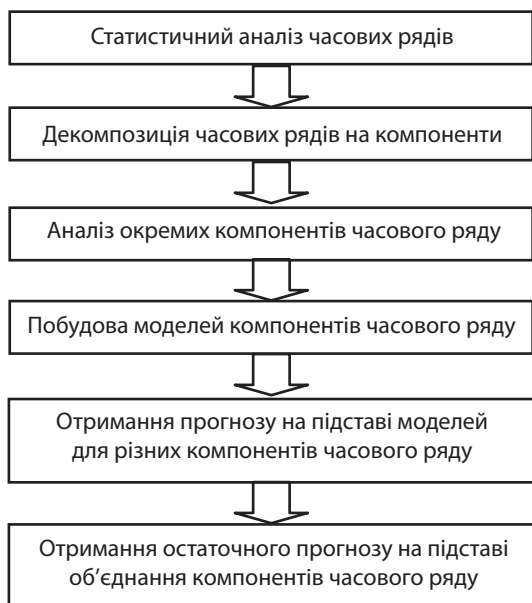 Статистичний аналіз часових рядів
Декомпозиція часових рядів на компоненти
Аналіз окремих компонентів часового ряду
Побудова моделей компонентів часового ряду
Отримання прогнозу на підставі моделей
для різних компонентів часового ряду
Отримання остаточного прогнозу на підставі
об’єднання компонентів часового ряду